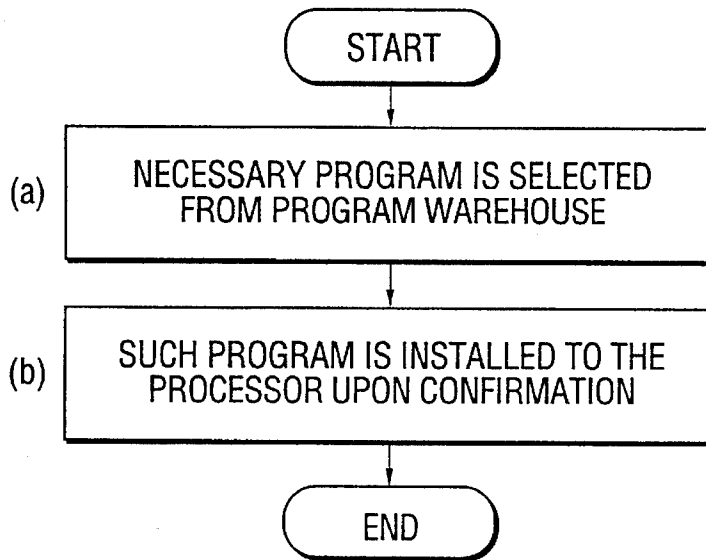 START
(a)
NECESSARY PROGRAM IS SELECTED
FROM PROGRAM WAREHOUSE
(b)
SUCH PROGRAM IS INSTALLED TO THE
PROCESSOR UPON CONFIRMATION
END